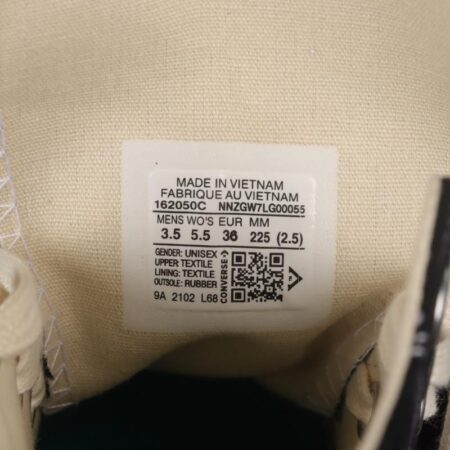 MADE IN VIETNAM
FABRIQUE AU VIETNAM
162050C NNZGW7LG00055
MENS WO'S EUR MM
3.5 5.5 36 225 (2.5)
GENDER: UNISEX
UPPER: TEXTILE
LINING: TEXTILE
OUTSOLE: RUBBER
9A 2102 L68
CONVERSE